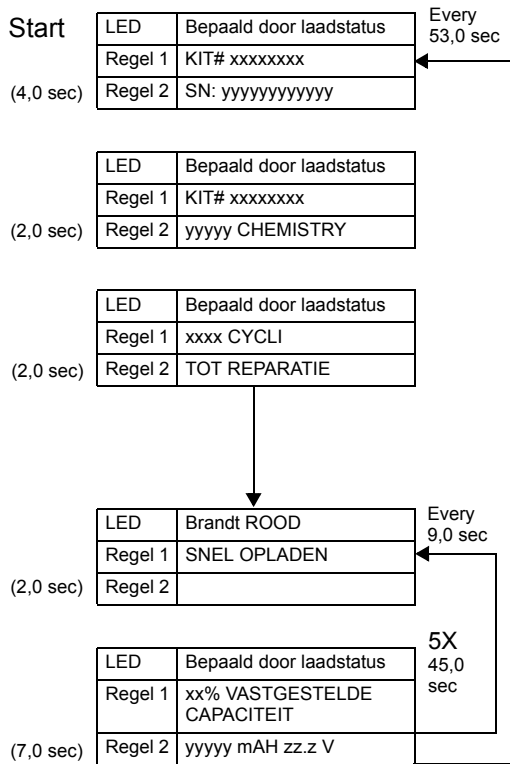 Start
LED Bepaald door laadstatus
Every
53,0 sec
Regel 1 KIT# xxxxxxxx
(4,0 sec) Regel 2 SN: yyyyyyyyyyyy
LED Bepaald door laadstatus
Regel 1 KIT# xxxxxxxx
(2,0 sec) Regel 2 yyyyy CHEMISTRY
LED Bepaald door laadstatus
Regel 1 xxxx CYCLI
(2,0 sec) Regel 2 TOT REPARATIE
LED Brandt ROOD
Every
9,0 sec
Regel 1 SNEL OPLADEN
(2,0 sec) Regel 2
5X
45,0
sec
LED Bepaald door laadstatus
Regel 1 xx% VASTGESTELDE
CAPACITEIT
(7,0 sec) Regel 2 yyyyy mAH zz.z V